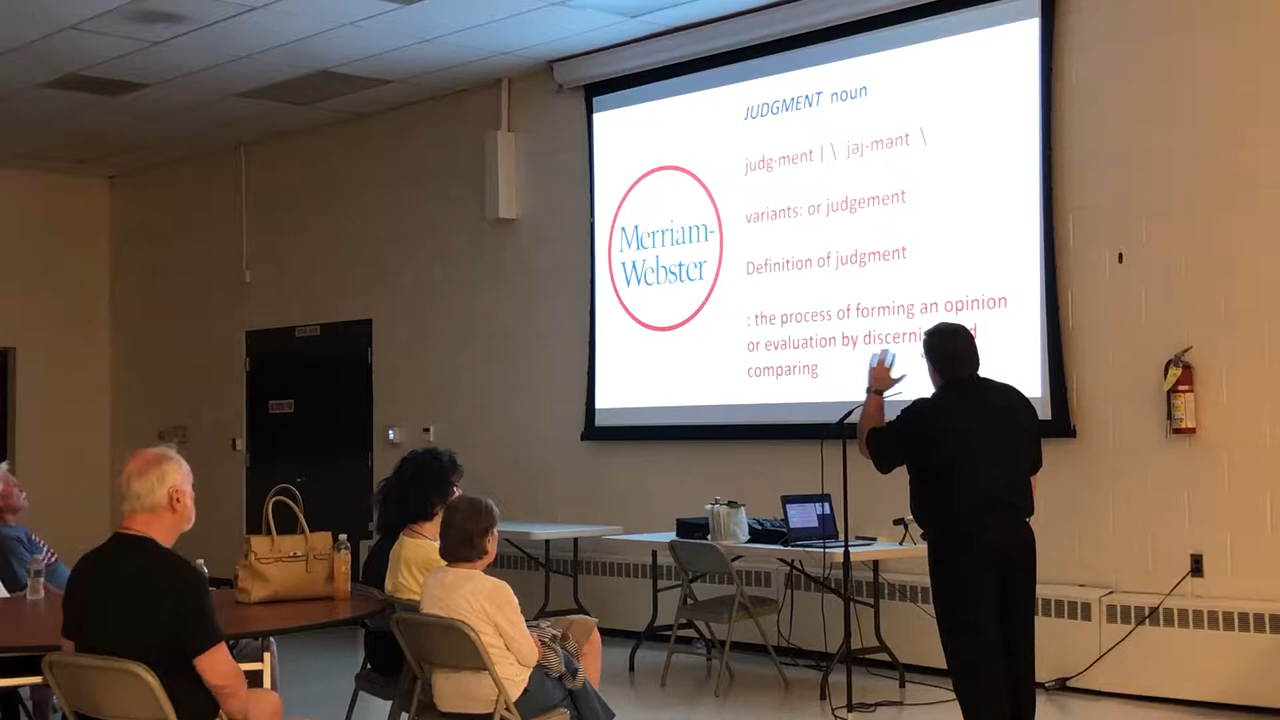 JUDGMENT noun
judg·ment | \ ˈjəj-mənt \
variants: or judgement
Merriam-
Webster
Definition of judgment
: the process of forming an opinion
or evaluation by
comparing